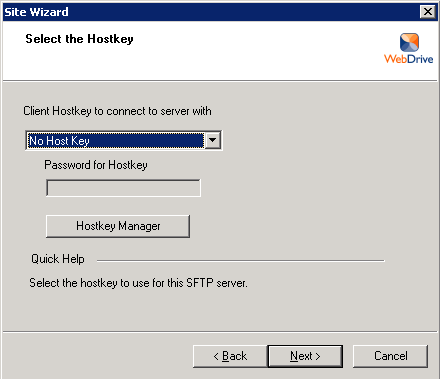 Site Wizard
Select the Hostkey
WebDrive
Client Hostkey to connect to server with
No Host Key
Password for Hostkey
Hostkey Manager
Quick Help
Select the hostkey to use for this SFTP server.
< Back
Next >
Cancel